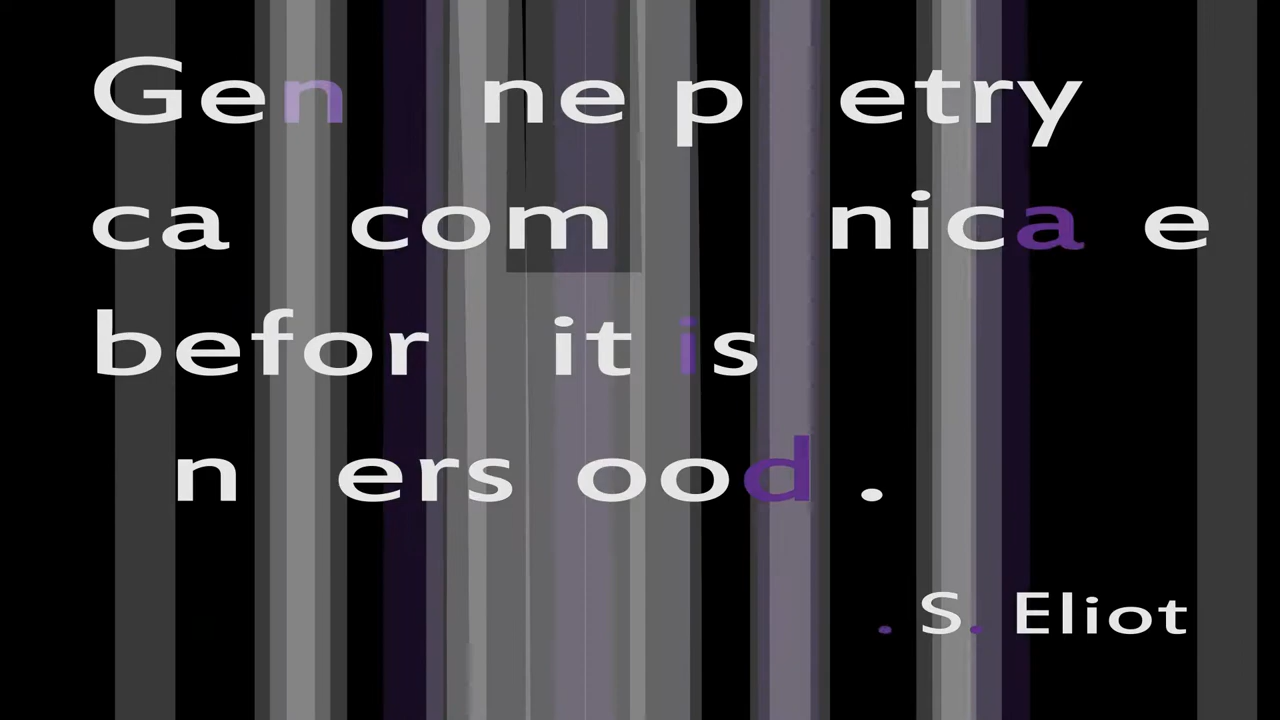 Gen ne p etry
ca com nica e
befor it is
n ers ood .
. S. Eliot